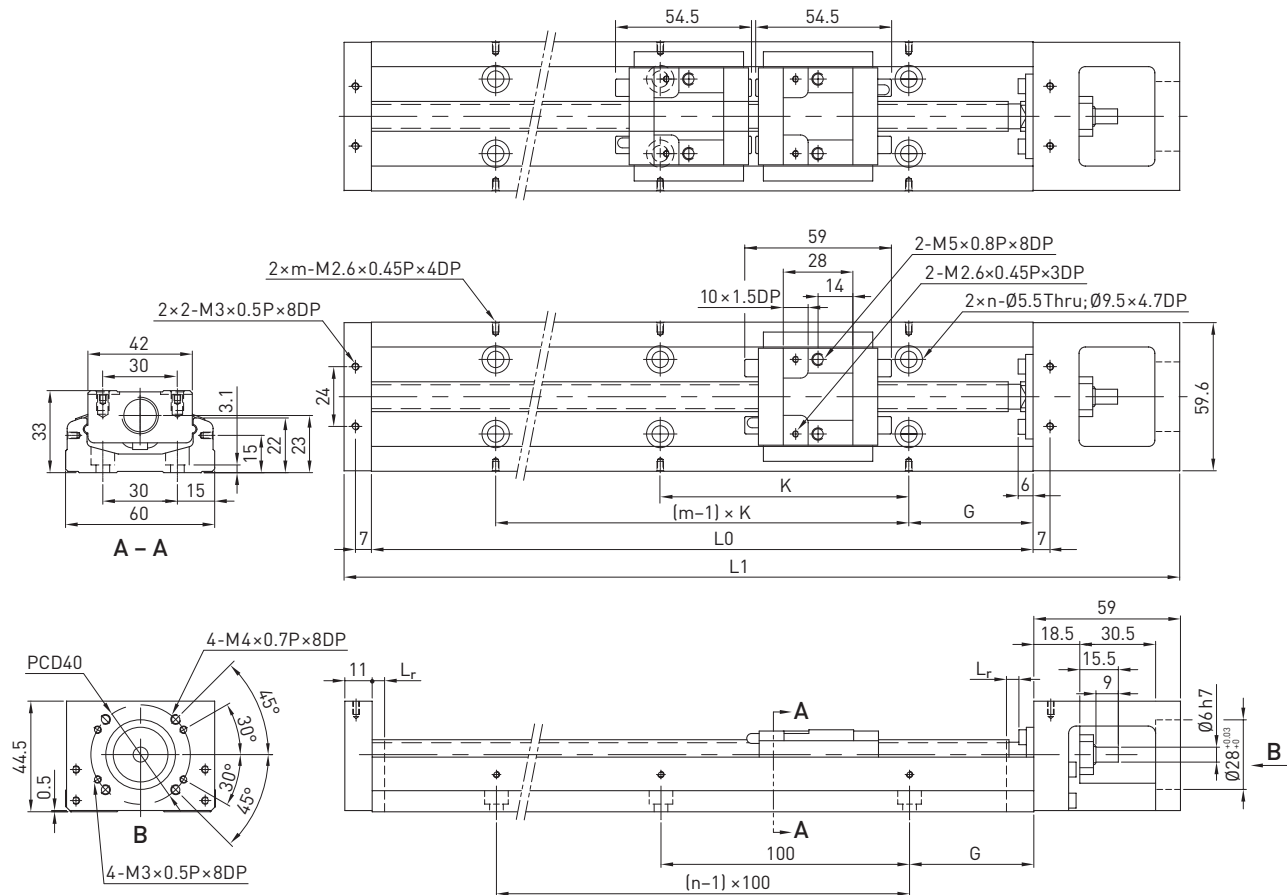 54.5
54.5
59
28
14
10×1.5DP
2-M5×0.8P×8DP
2-M2.6×0.45P×3DP
2×n-Ø5.5Thru;Ø9.5×4.7DP
2×m-M2.6×0.45P×4DP
2×2-M3×0.5P×8DP
42
30
33
3.1
15
22
23
30
15
60
A – A
24
59.6
K
6
(m–1) × K
G
7
L0
7
L1
PCD40
4-M4×0.7P×8DP
45°
30°
30°
45°
44.5
0.5
B
4-M3×0.5P×8DP
11
Lr
Lr
59
18.5
30.5
15.5
9
Ø6h7
Ø28 +0.03 +0
B
A
A
100
G
(n–1) ×100